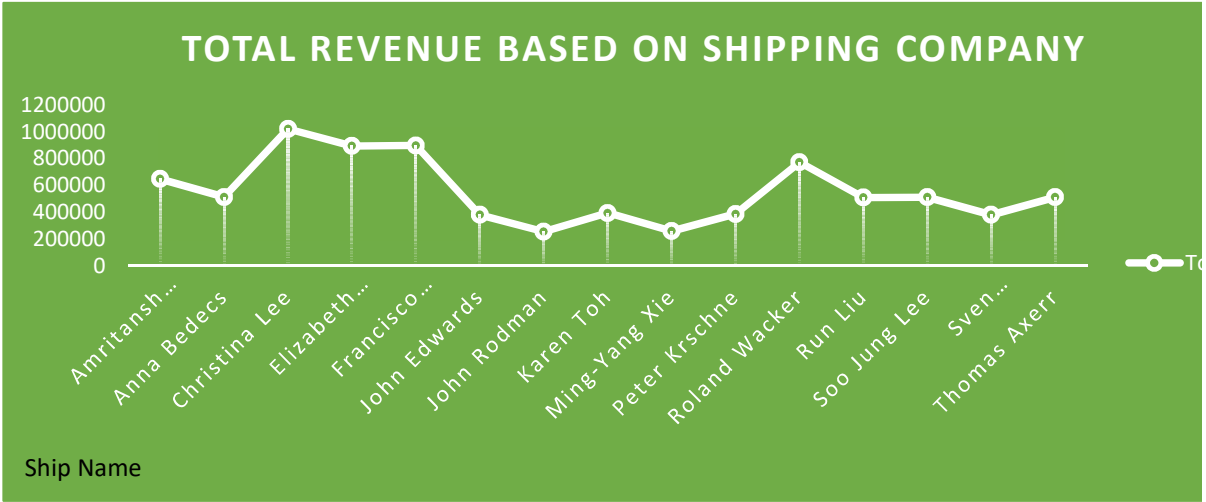 TOTAL REVENUE BASED ON SHIPPING COMPANY
1200000
1000000
800000
600000
400000
200000
0
Amritansh...
Anna Bedecs
Christina Lee
Elizabeth...
Francisco...
John Edwards
John Rodman
Karen Toh
Ming-Yang Xie
Peter Krschne
Roland Wacker
Run Liu
Soo Jung Lee
Sven...
Thomas Axerr
Ship Name